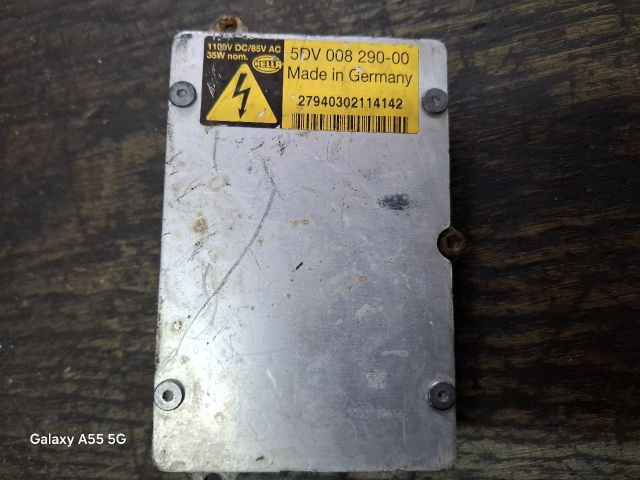 1100V DC/85V AC
35W nom.
HELLA
5DV 008 290-00
Made in Germany
27940302114142
Galaxy A55 5G